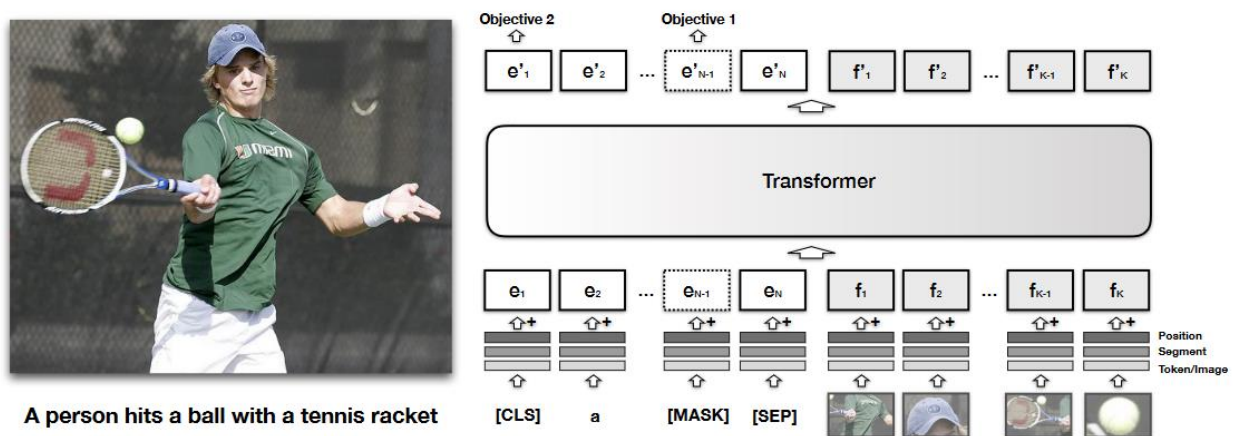 Objective 2 Objective 1
e'1 e'2 ... e'N-1 e'N f'1 f'2 ... f'K-1 f'K
Transformer
e1 e2 ... eN-1 eN f1 f2 ... fK-1 fK
+ + + + + + + +
Position
Segment
Token/Image
[CLS] a [MASK] [SEP]
MIAMI
A person hits a ball with a tennis racket